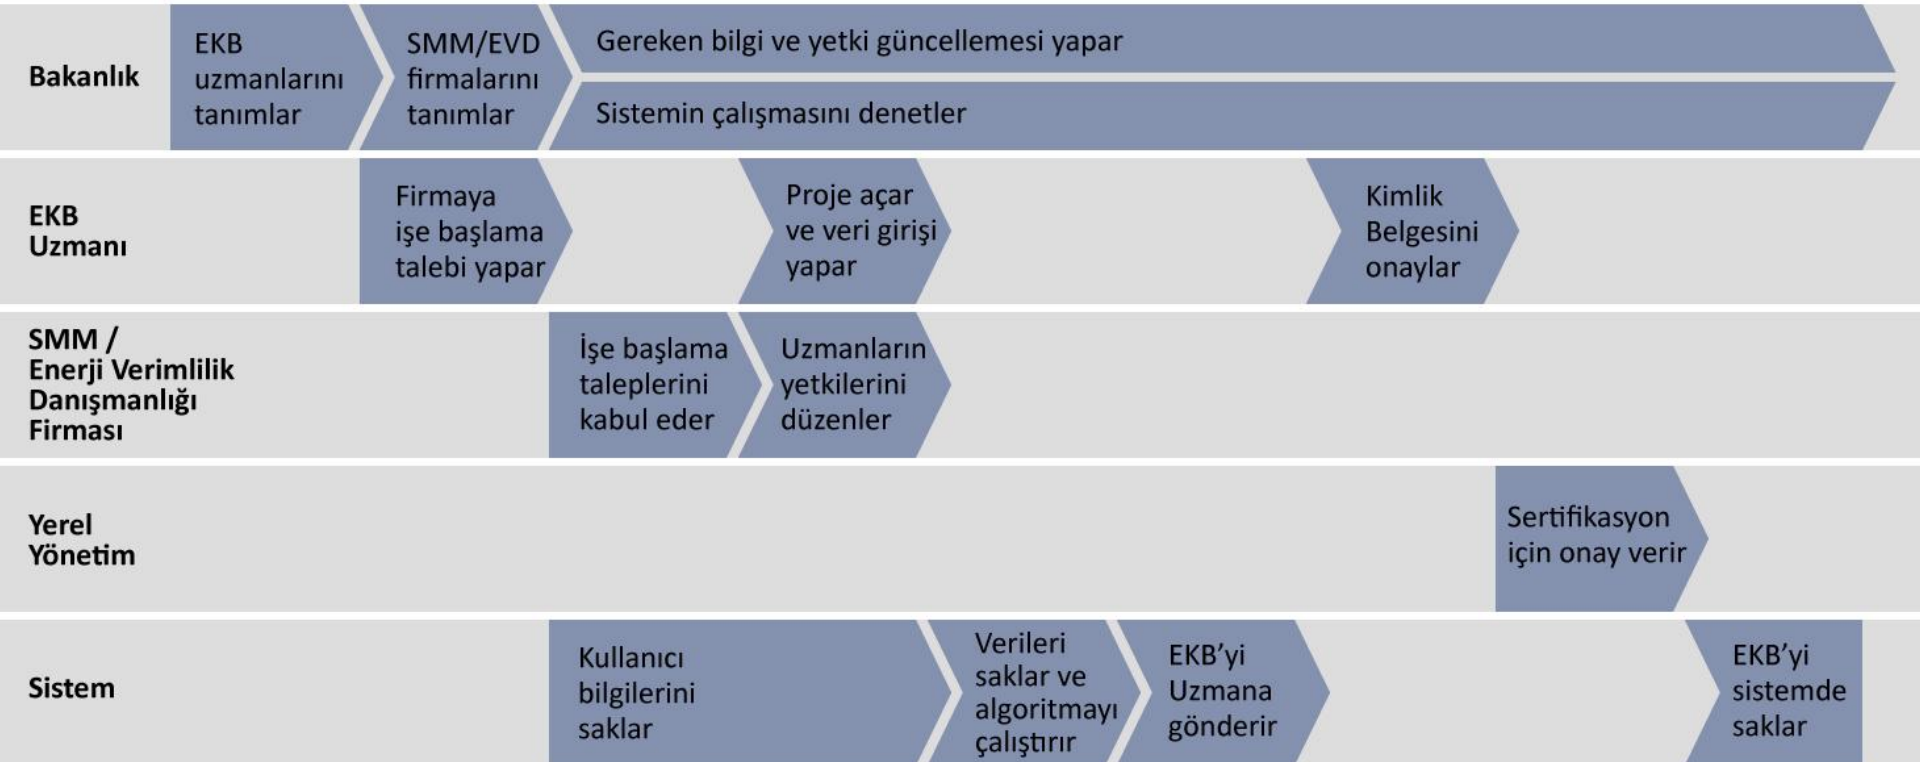 Bakanlık
EKB
uzmanlarını
tanımlar
SMM/EVD
firmalarını
tanımlar
Gereken bilgi ve yetki güncellemesi yapar
Sistemin çalışmasını denetler
EKB
Uzmanı
Firmaya
işe başlama
talebi yapar
Proje açar
ve veri girişi
yapar
Kimlik
Belgesini
onaylar
SMM /
Enerji Verimlilik
Danışmanlığı
Firması
İşe başlama
taleplerini
kabul eder
Uzmanların
yetkilerini
düzenler
Yerel
Yönetim
Sertifikasyon
için onay verir
Sistem
Kullanıcı
bilgilerini
saklar
Verileri
saklar ve
algoritmayı
çalıştırır
EKB'yi
Uzmana
gönderir
EKB'yi
sistemde
saklar